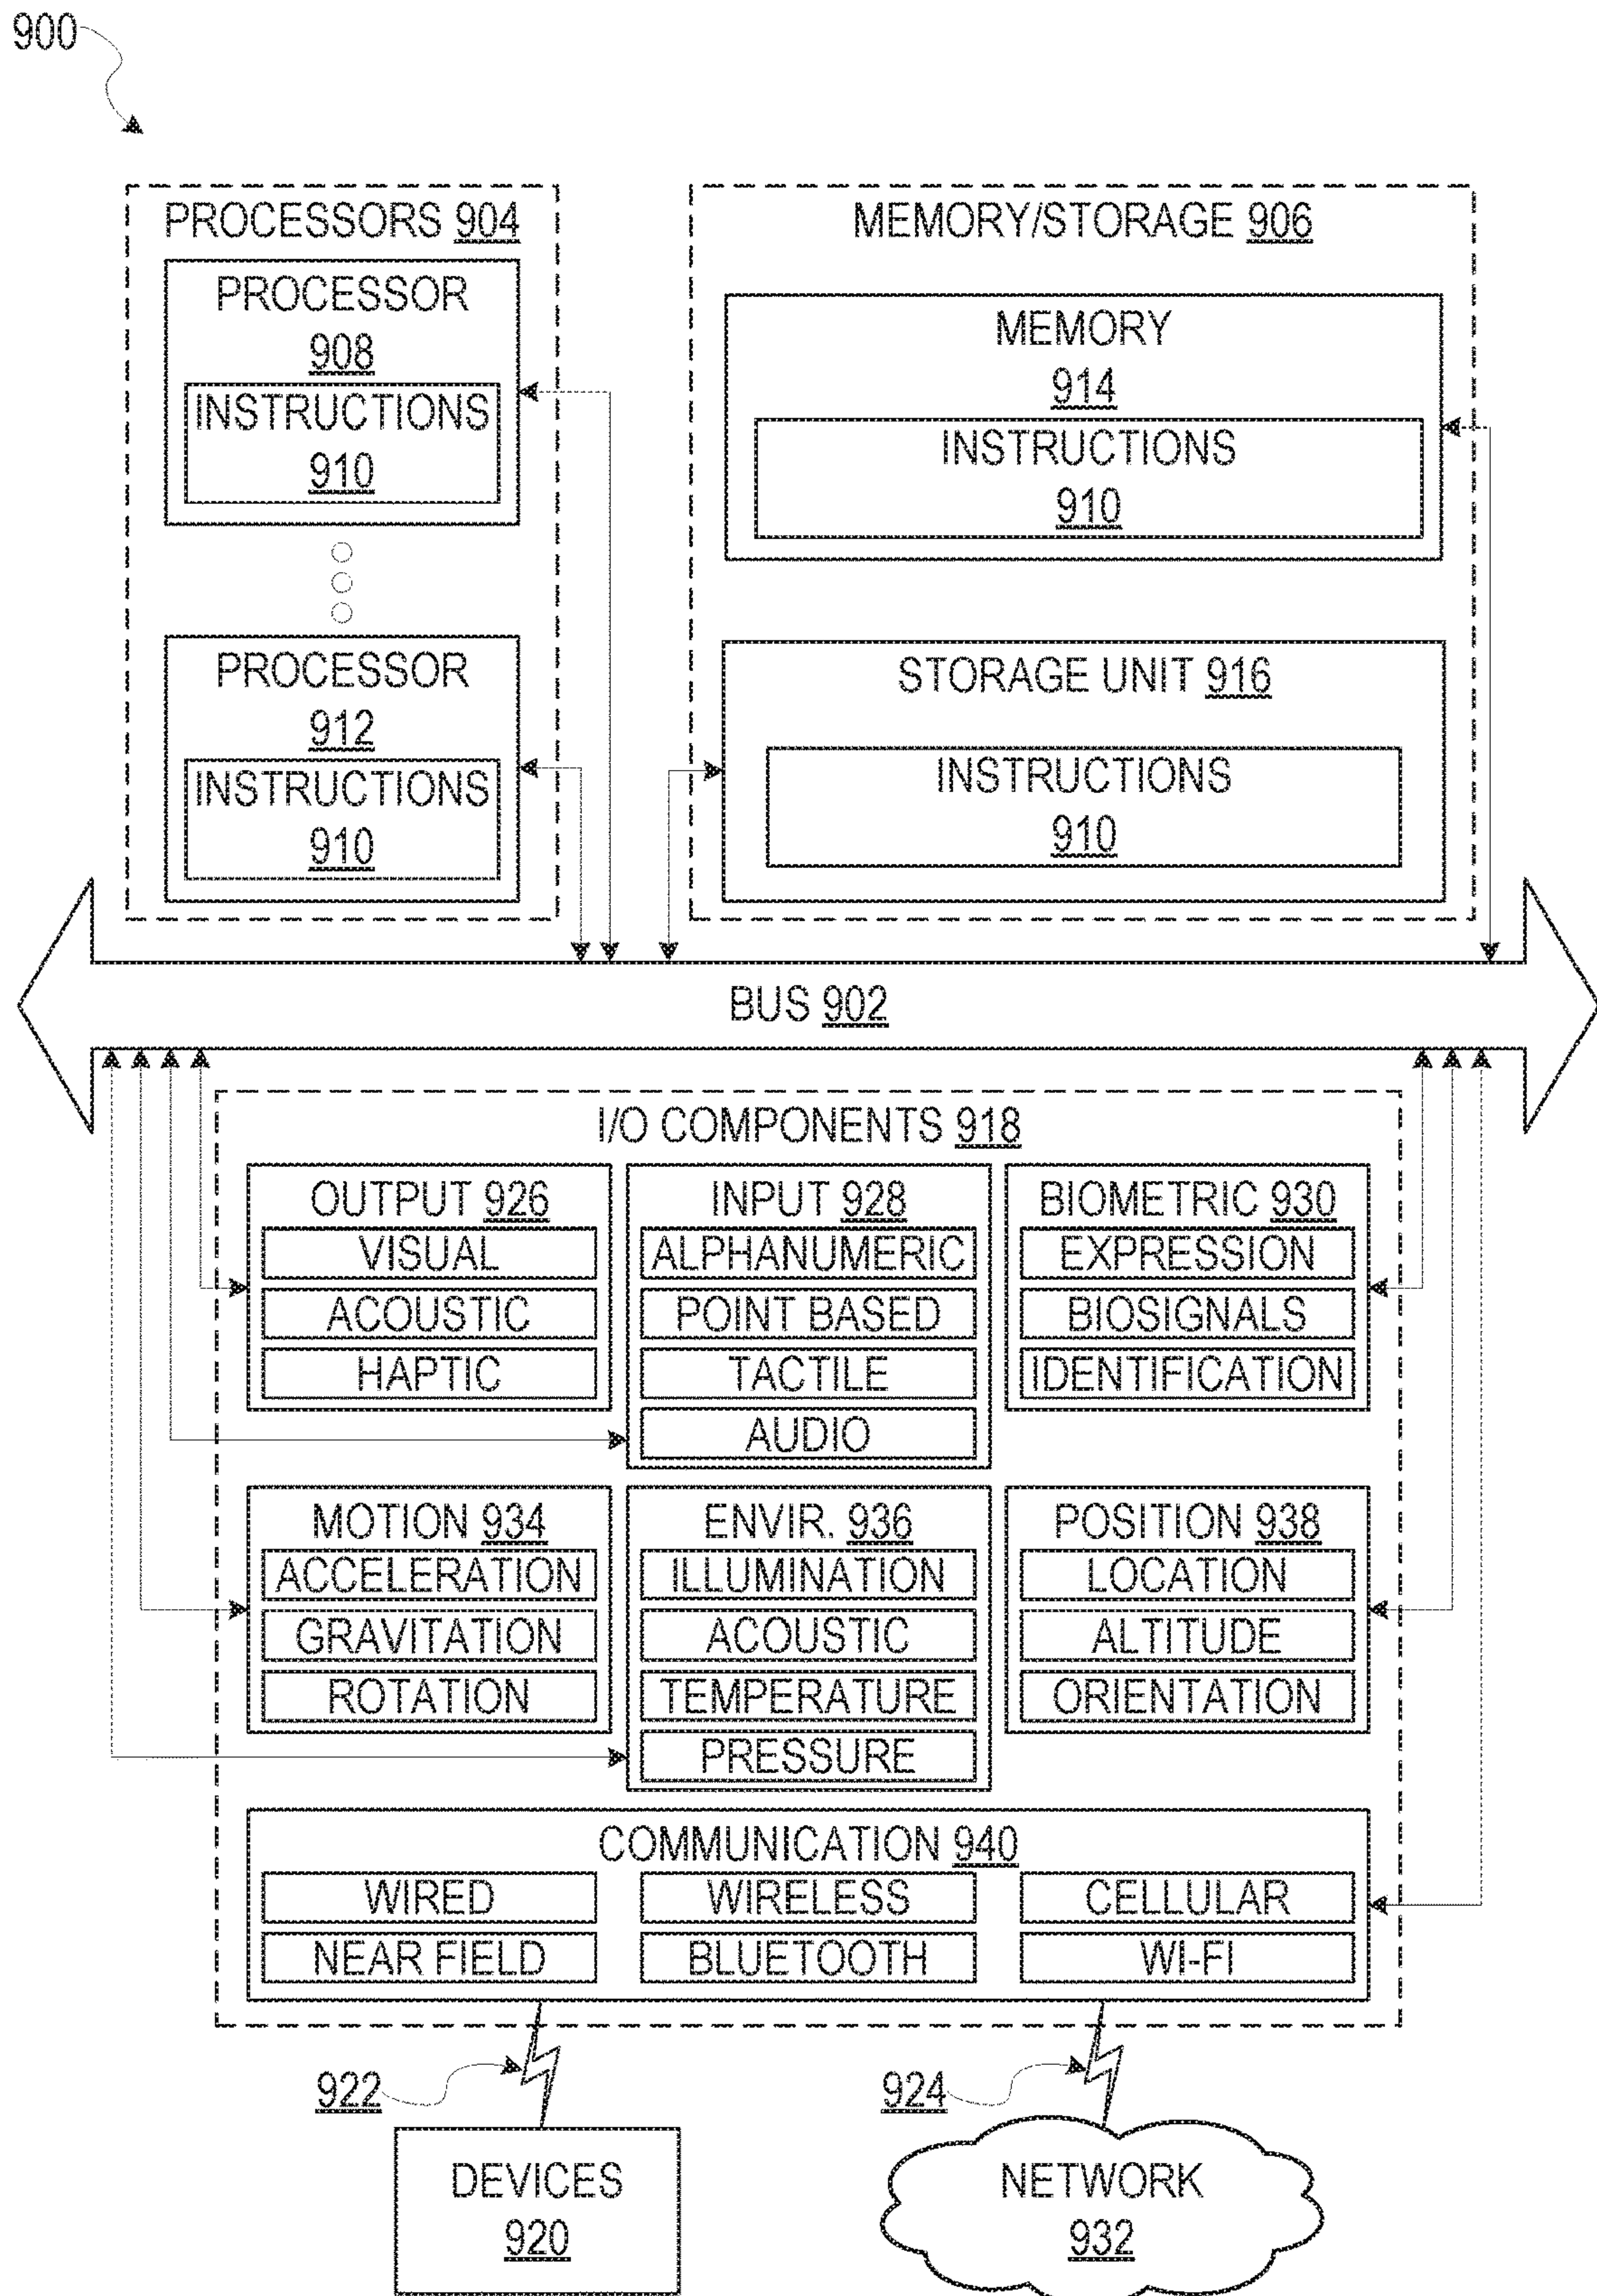 900
PROCESSORS 904
PROCESSOR
908
INSTRUCTIONS
910
PROCESSOR
912
INSTRUCTIONS
910
MEMORY/STORAGE 906
MEMORY
914
INSTRUCTIONS
910
STORAGE UNIT 916
INSTRUCTIONS
910
BUS 902
I/O COMPONENTS 918
OUTPUT 926
VISUAL
ACOUSTIC
HAPTIC
INPUT 928
ALPHANUMERIC
POINT BASED
TACTILE
AUDIO
BIOMETRIC 930
EXPRESSION
BIOSIGNALS
IDENTIFICATION
MOTION 934
ACCELERATION
GRAVITATION
ROTATION
ENVIR. 936
ILLUMINATION
ACOUSTIC
TEMPERATURE
PRESSURE
POSITION 938
LOCATION
ALTITUDE
ORIENTATION
COMMUNICATION 940
WIRED
WIRELESS
CELLULAR
NEAR FIELD
BLUETOOTH
WI-FI
922
924
DEVICES
920
NETWORK
932